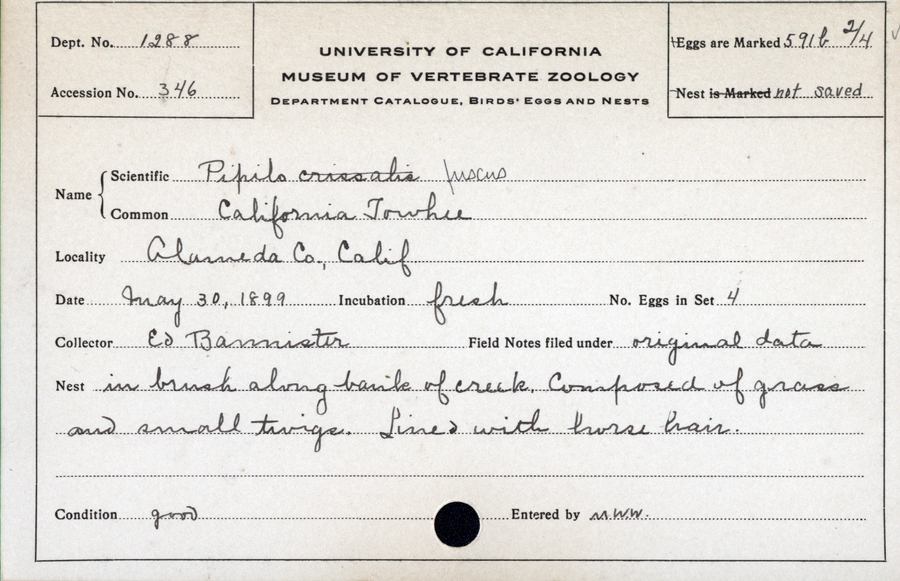 Dept. No. 1288
UNIVERSITY OF CALIFORNIA
MUSEUM OF VERTEBRATE ZOOLOGY
DEPARTMENT CATALOGUE, BIRDS' EGGS AND NESTS
Eggs are Marked 591b 2/4
Accession No. 346
Nest is Marked not saved
Name
Scientific Pipilo crissalis fuscus
Common California Towhee
Locality Alameda Co., Calif
Date May 30, 1899 Incubation fresh No. Eggs in Set 4
Collector Ed Bannister Field Notes filed under original data
Nest in brush along bank of creek. Composed of grass
and small twigs. Lined with horse hair.
Condition good Entered by M.W.W.